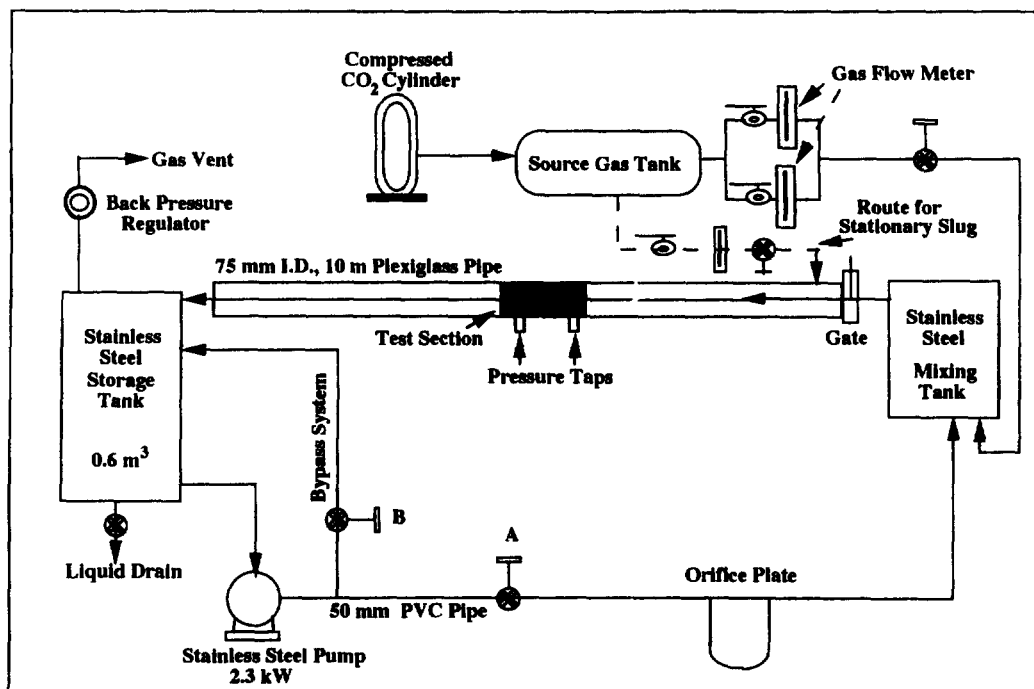 Compressed
CO2 Cylinder
Gas Flow Meter
Gas Vent
Source Gas Tank
Back Pressure
Regulator
Route for
Stationary Slug
75 mm I.D., 10 m Plexiglass Pipe
Test Section
Gate
Pressure Taps
Stainless
Steel
Storage
Tank
0.6 m3
Stainless
Steel
Mixing
Tank
Bypass System
B
A
Liquid Drain
Orifice Plate
50 mm PVC Pipe
Stainless Steel Pump
2.3 kW